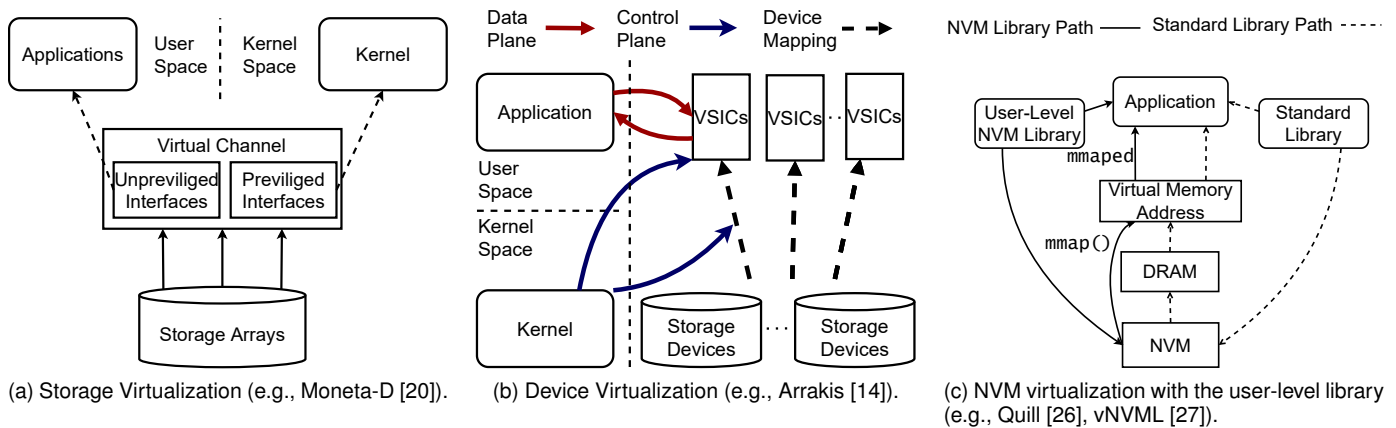 Applications
User
Space
Kernel
Space
Kernel
Virtual Channel
Unpreviliged
Interfaces
Previliged
Interfaces
Storage Arrays
(a) Storage Virtualization (e.g., Moneta-D [20]).
Data
Plane
Control
Plane
Device
Mapping
Application
VSICs
VSICs
...
VSICs
User
Space
Kernel
Space
Kernel
Storage
Devices
...
Storage
Devices
(b) Device Virtualization (e.g., Arrakis [14]).
NVM Library Path
Standard Library Path
User-Level
NVM Library
Application
Standard
Library
mmaped
Virtual Memory
Address
mmap()
DRAM
NVM
(c) NVM virtualization with the user-level library
(e.g., Quill [26], vNVML [27]).